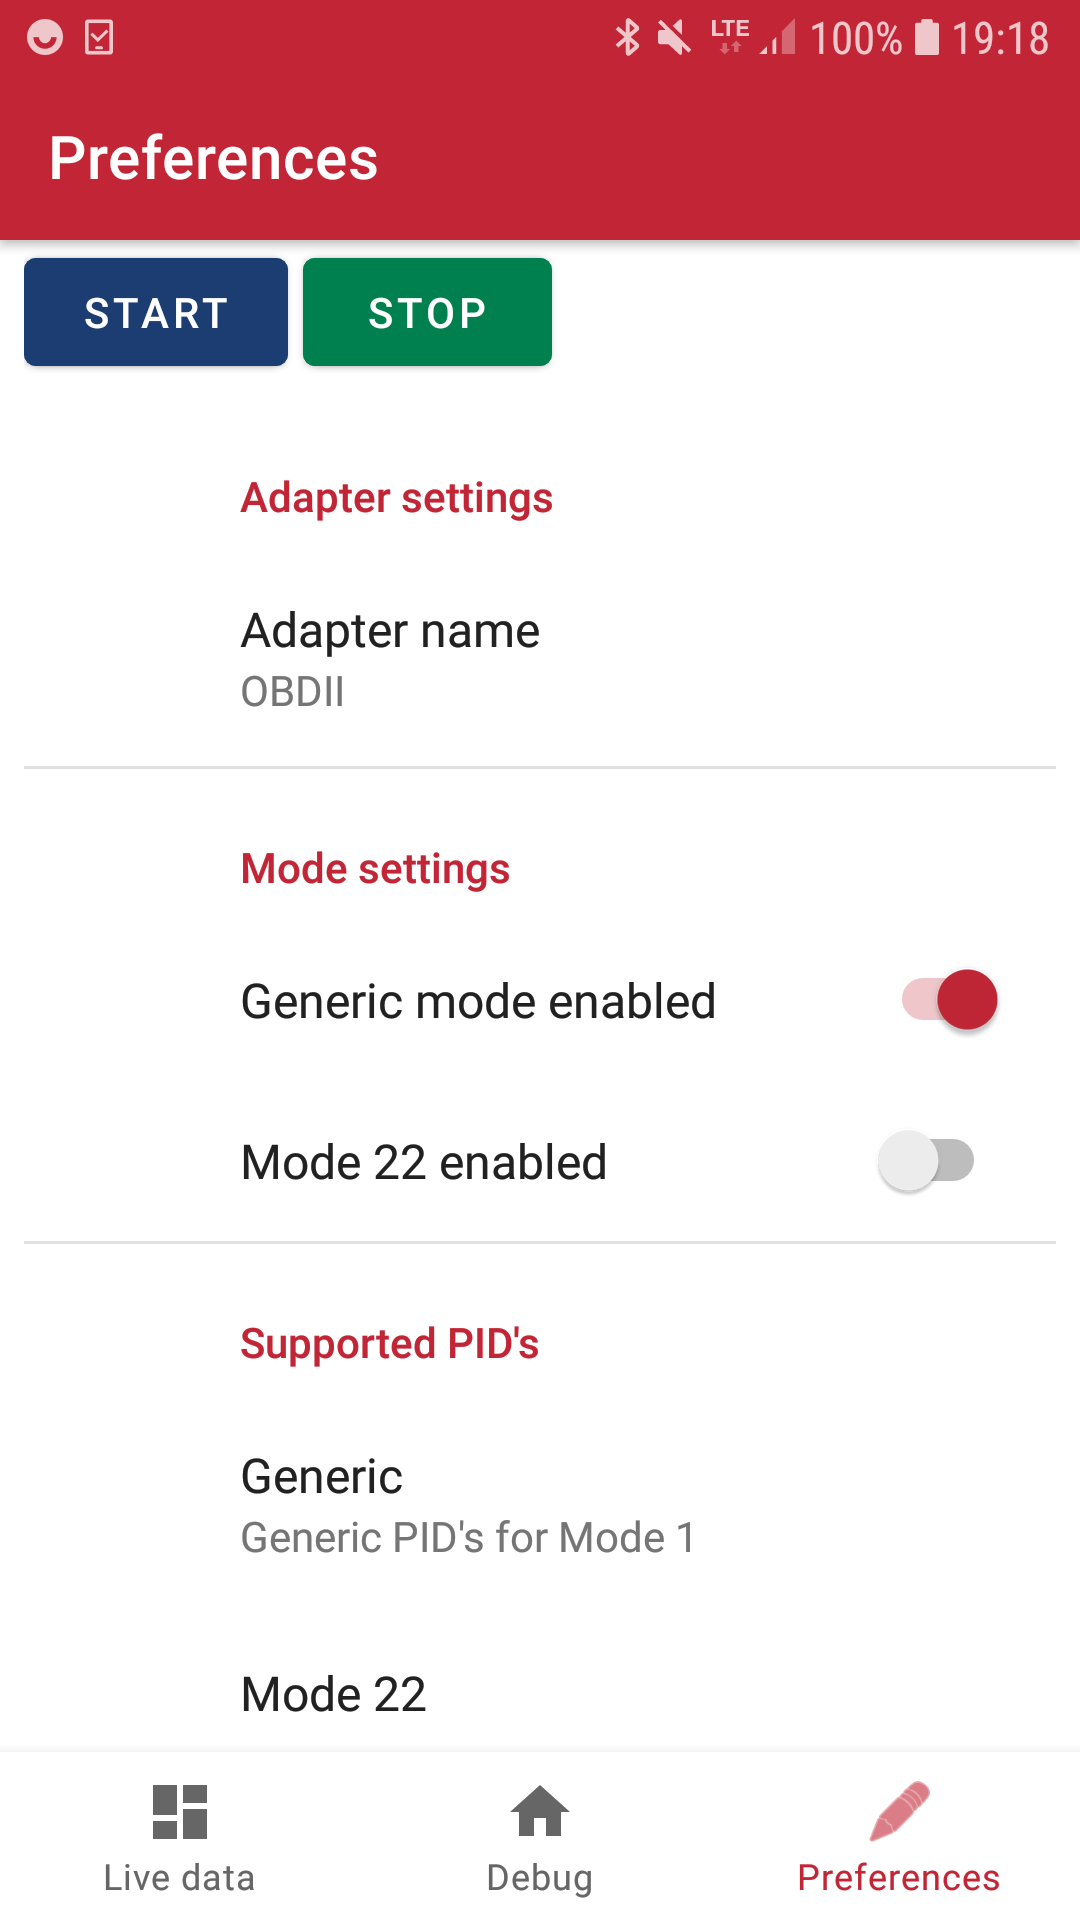 LTE 100% 19:18
Preferences
START STOP
Adapter settings
Adapter name
OBDII
Mode settings
Generic mode enabled
Mode 22 enabled
Supported PID's
Generic
Generic PID's for Mode 1
Mode 22
Live data Debug Preferences